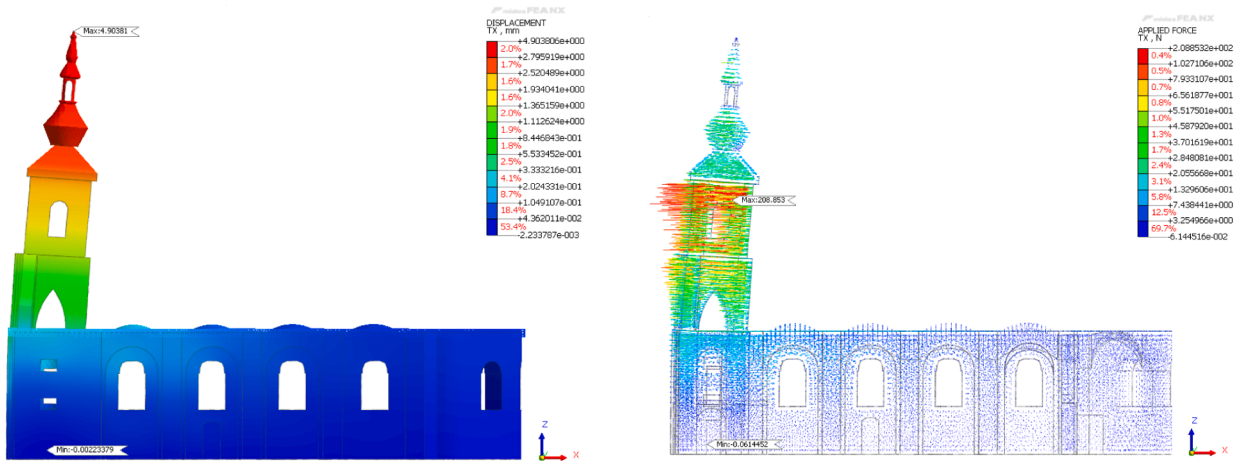 midas FEA NX
DISPLACEMENT
TX , mm
+4.903806e+000
2.0%
+2.795919e+000
1.7%
+2.520489e+000
1.6%
+1.934041e+000
1.6%
+1.365159e+000
2.0%
+1.112624e+000
1.9%
+8.446843e-001
1.8%
+5.533452e-001
2.5%
+3.333216e-001
4.1%
+2.024331e-001
8.7%
+1.049107e-001
18.4%
+4.362011e-002
53.4%
-2.233787e-003
Max:4.90381
Min:-0.00223379
Z
X
midas FEA NX
APPLIED FORCE
TX , N
+2.088532e+002
0.4%
+1.027106e+002
0.5%
+7.933107e+001
0.7%
+6.561877e+001
0.8%
+5.517501e+001
1.0%
+4.587920e+001
1.3%
+3.701619e+001
1.7%
+2.848081e+001
2.4%
+2.055668e+001
3.1%
+1.329606e+001
5.8%
+7.438441e+000
12.5%
+3.254966e+000
69.7%
-6.144516e-002
Max:208.853
Min:-0.0614452
Z
X